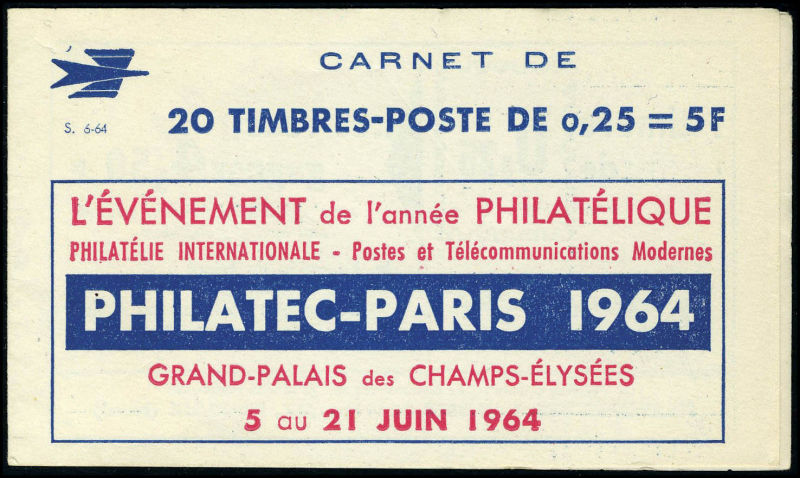 CARNET DE
20 TIMBRES-POSTE DE 0,25 = 5F
S. 6-64
L'ÉVÉNEMENT de l'année PHILATÉLIQUE
PHILATÉLIE INTERNATIONALE - Postes et Télécommunications Modernes
PHILATEC-PARIS 1964
GRAND-PALAIS des CHAMPS-ÉLYSÉES
5 au 21 JUIN 1964